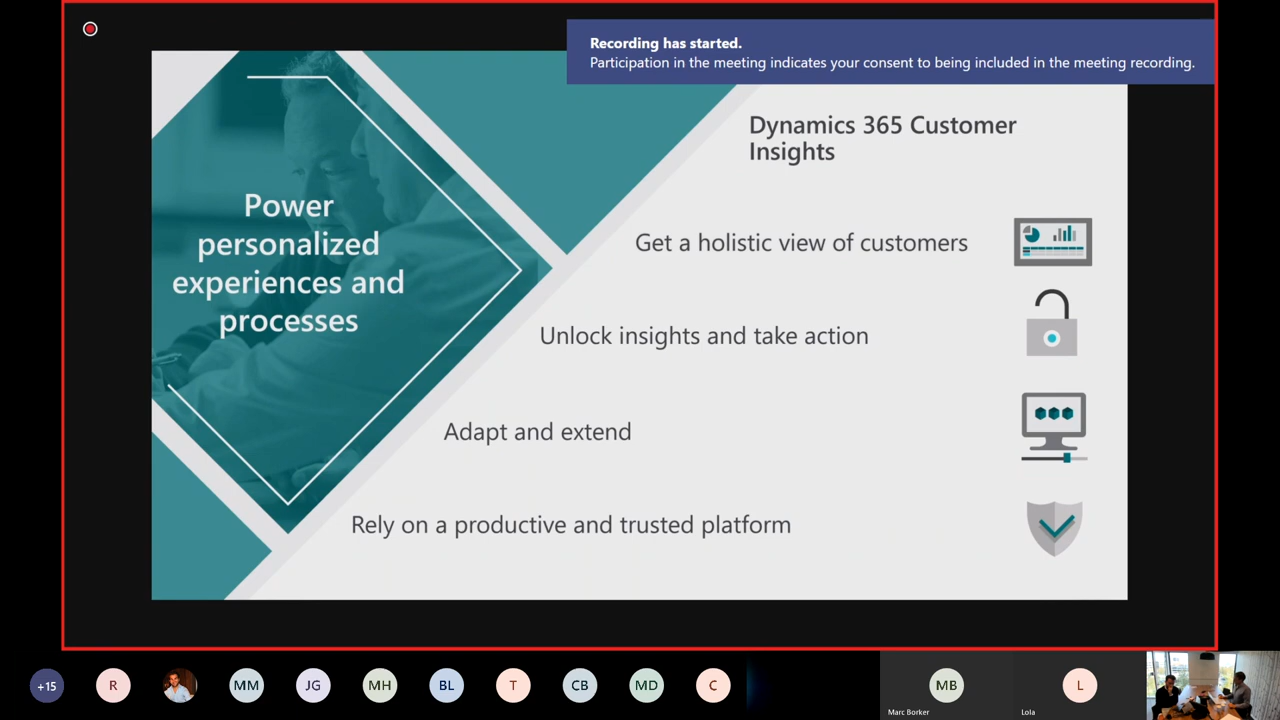 Recording has started.
Participation in the meeting indicates your consent to being included in the meeting recording.
Dynamics 365 Customer
Insights
Power
personalized
experiences and
processes
Get a holistic view of customers
Unlock insights and take action
Adapt and extend
Rely on a productive and trusted platform
+15
R
MM
JG
MH
BL
T
CB
MD
C
MB
Marc Borker
L
Lola